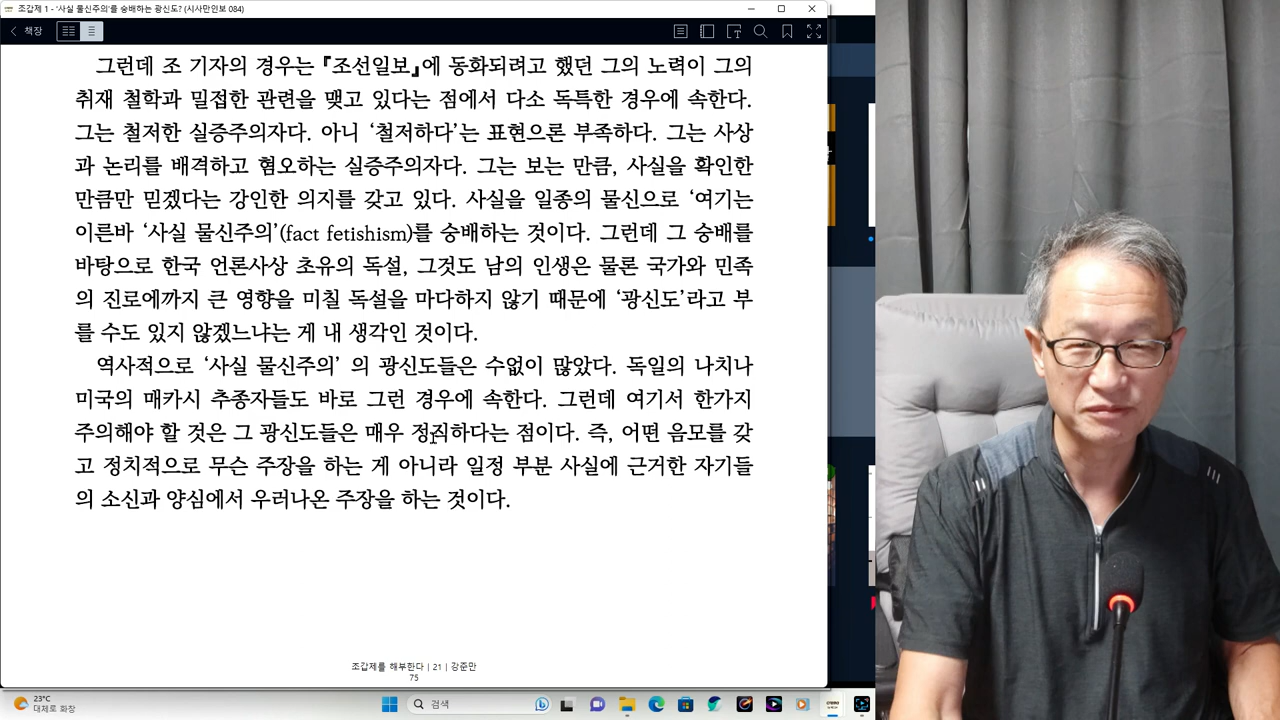 조갑제 1 - '사실 물신주의'를 숭배하는 광신도? (시사만인보 084)
책장
그런데 조 기자의 경우는 『조선일보』에 동화되려고 했던 그의 노력이 그의
취재 철학과 밀접한 관련을 맺고 있다는 점에서 다소 독특한 경우에 속한다.
그는 철저한 실증주의자다. 아니 ‘철저하다’는 표현으론 부족하다. 그는 사상
과 논리를 배격하고 혐오하는 실증주의자다. 그는 보는 만큼, 사실을 확인한
만큼만 믿겠다는 강인한 의지를 갖고 있다. 사실을 일종의 물신으로 ‘여기는
이른바 ‘사실 물신주의’(fact fetishism)를 숭배하는 것이다. 그런데 그 숭배를
바탕으로 한국 언론사상 초유의 독설, 그것도 남의 인생은 물론 국가와 민족
의 진로에까지 큰 영향을 미칠 독설을 마다하지 않기 때문에 ‘광신도’라고 부
를 수도 있지 않겠느냐는 게 내 생각인 것이다.
역사적으로 ‘사실 물신주의’ 의 광신도들은 수없이 많았다. 독일의 나치나
미국의 매카시 추종자들도 바로 그런 경우에 속한다. 그런데 여기서 한가지
주의해야 할 것은 그 광신도들은 매우 정직하다는 점이다. 즉, 어떤 음모를 갖
고 정치적으로 무슨 주장을 하는 게 아니라 일정 부분 사실에 근거한 자기들
의 소신과 양심에서 우러나온 주장을 하는 것이다.
조갑제를 해부한다 | 21 | 강준만
75
23°C
대체로 화창
검색